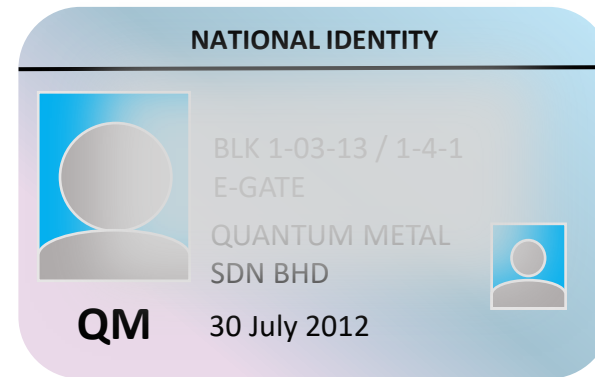 NATIONAL IDENTITY
BLK 1-03-13 / 1-4-1
E-GATE
QUANTUM METAL
SDN BHD
QM
30 July 2012